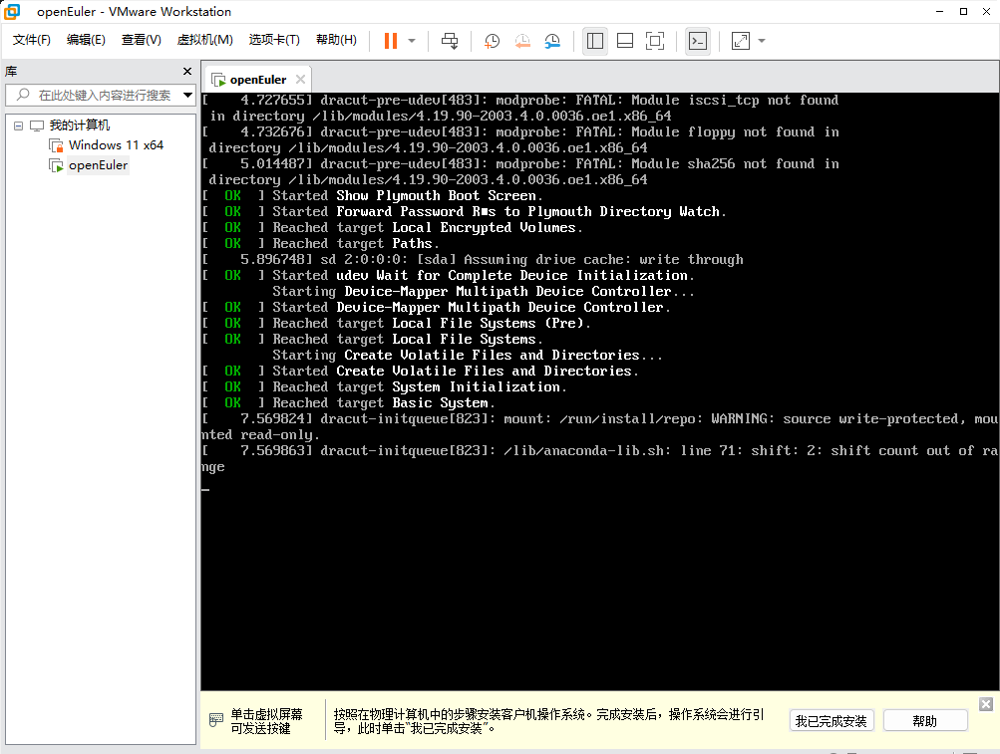 openEuler - VMware Workstation
文件(F) 编辑(E) 查看(V) 虚拟机(M) 选项卡(T) 帮助(H)
库
在此处键入内容进行搜索
我的计算机
Windows 11 x64
openEuler
openEuler
[    4.727655] dracut-pre-udev[483]: modprobe: FATAL: Module iscsi_tcp not found
 in directory /lib/modules/4.19.90-2003.4.0.0036.oe1.x86_64
[    4.732676] dracut-pre-udev[483]: modprobe: FATAL: Module floppy not found in
 directory /lib/modules/4.19.90-2003.4.0.0036.oe1.x86_64
[    5.014487] dracut-pre-udev[483]: modprobe: FATAL: Module sha256 not found in
 directory /lib/modules/4.19.90-2003.4.0.0036.oe1.x86_64
[  OK  ] Started Show Plymouth Boot Screen.
[  OK  ] Started Forward Password R■s to Plymouth Directory Watch.
[  OK  ] Reached target Local Encrypted Volumes.
[  OK  ] Reached target Paths.
[    5.896748] sd 2:0:0:0: [sda] Assuming drive cache: write through
[  OK  ] Started udev Wait for Complete Device Initialization.
         Starting Device-Mapper Multipath Device Controller...
[  OK  ] Started Device-Mapper Multipath Device Controller.
[  OK  ] Reached target Local File Systems (Pre).
[  OK  ] Reached target Local File Systems.
         Starting Create Volatile Files and Directories...
[  OK  ] Started Create Volatile Files and Directories.
[  OK  ] Reached target System Initialization.
[  OK  ] Reached target Basic System.
[    7.569824] dracut-initqueue[823]: mount: /run/install/repo: WARNING: source write-protected, mou
nted read-only.
[    7.569863] dracut-initqueue[823]: /lib/anaconda-lib.sh: line 71: shift: 2: shift count out of ra
nge
单击虚拟屏幕
可发送按键
按照在物理计算机中的步骤安装客户机操作系统。完成安装后，操作系统会进行引
导，此时单击“我已完成安装”。
我已完成安装
帮助